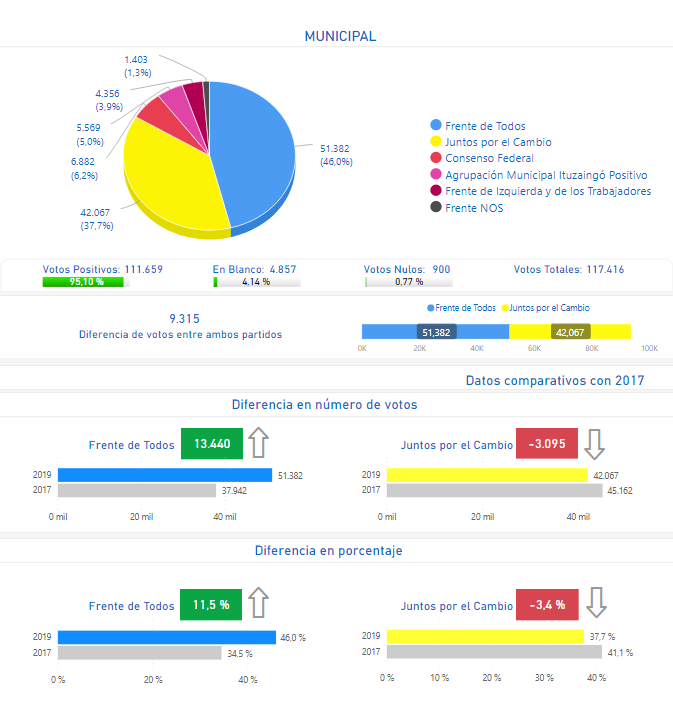 MUNICIPAL
1.403
(1,3%)
4.356
(3,9%)
5.569
(5,0%)
6.882
(6,2%)
42.067
(37,7%)
51.382
(46,0%)
Frente de Todos
Juntos por el Cambio
Consenso Federal
Agrupación Municipal Ituzaingó Positivo
Frente de Izquierda y de los Trabajadores
Frente NOS
Votos Positivos: 111.659
95,10 %
En Blanco: 4.857
4,14 %
Votos Nulos: 900
0,77 %
Votos Totales: 117.416
9.315
Diferencia de votos entre ambos partidos
Frente de Todos Juntos por el Cambio
51,382 42,067
0K 20K 40K 60K 80K 100K
Datos comparativos con 2017
Diferencia en número de votos
Frente de Todos 13.440
2019 51.382
2017 37.942
0 mil 20 mil 40 mil
Juntos por el Cambio -3.095
2019 42.067
2017 45.162
0 mil 20 mil 40 mil
Diferencia en porcentaje
Frente de Todos 11,5 %
2019 46,0 %
2017 34,5 %
0 % 20 % 40 %
Juntos por el Cambio -3,4 %
2019 37,7 %
2017 41,1 %
0 % 10 % 20 % 30 % 40 %